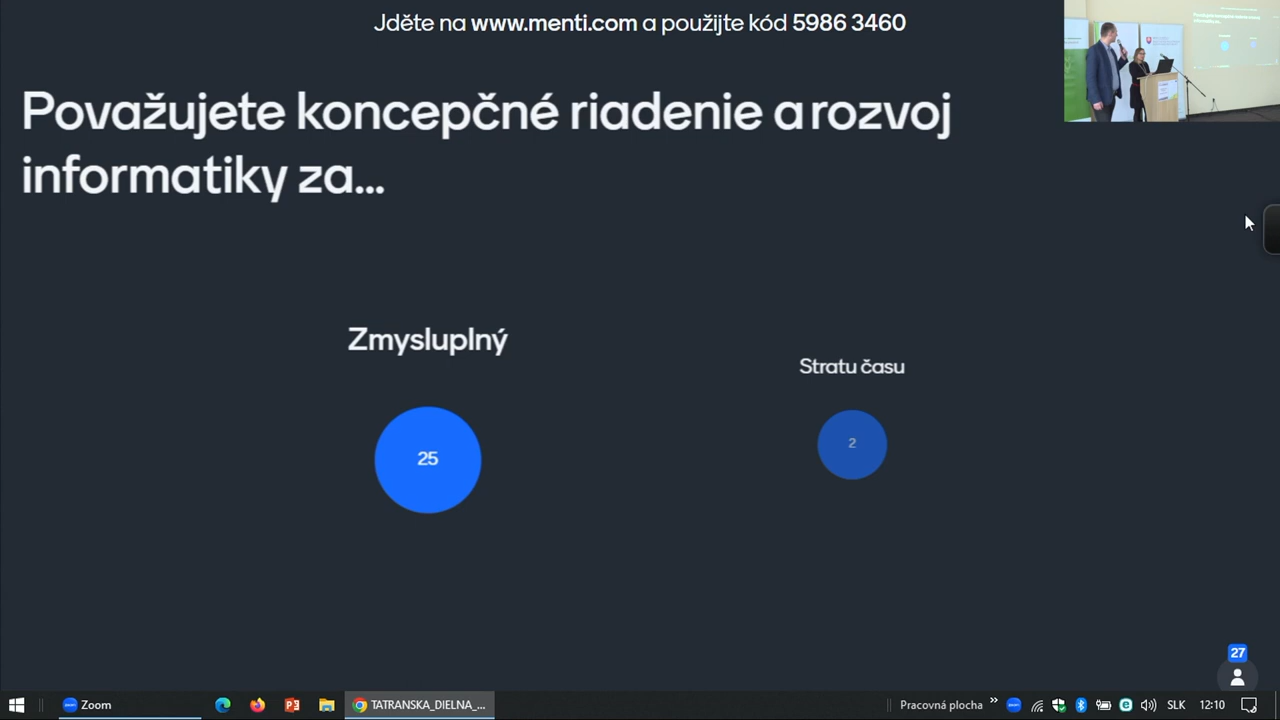 Jděte na www.menti.com a použijte kód 5986 3460
Považujete koncepčné riadenie a rozvoj
informatiky za...
Zmysluplný
Stratu času
25
2
27
Zoom
TATRANSKA_DIELNA_...
Pracovná plocha
SLK
12:10